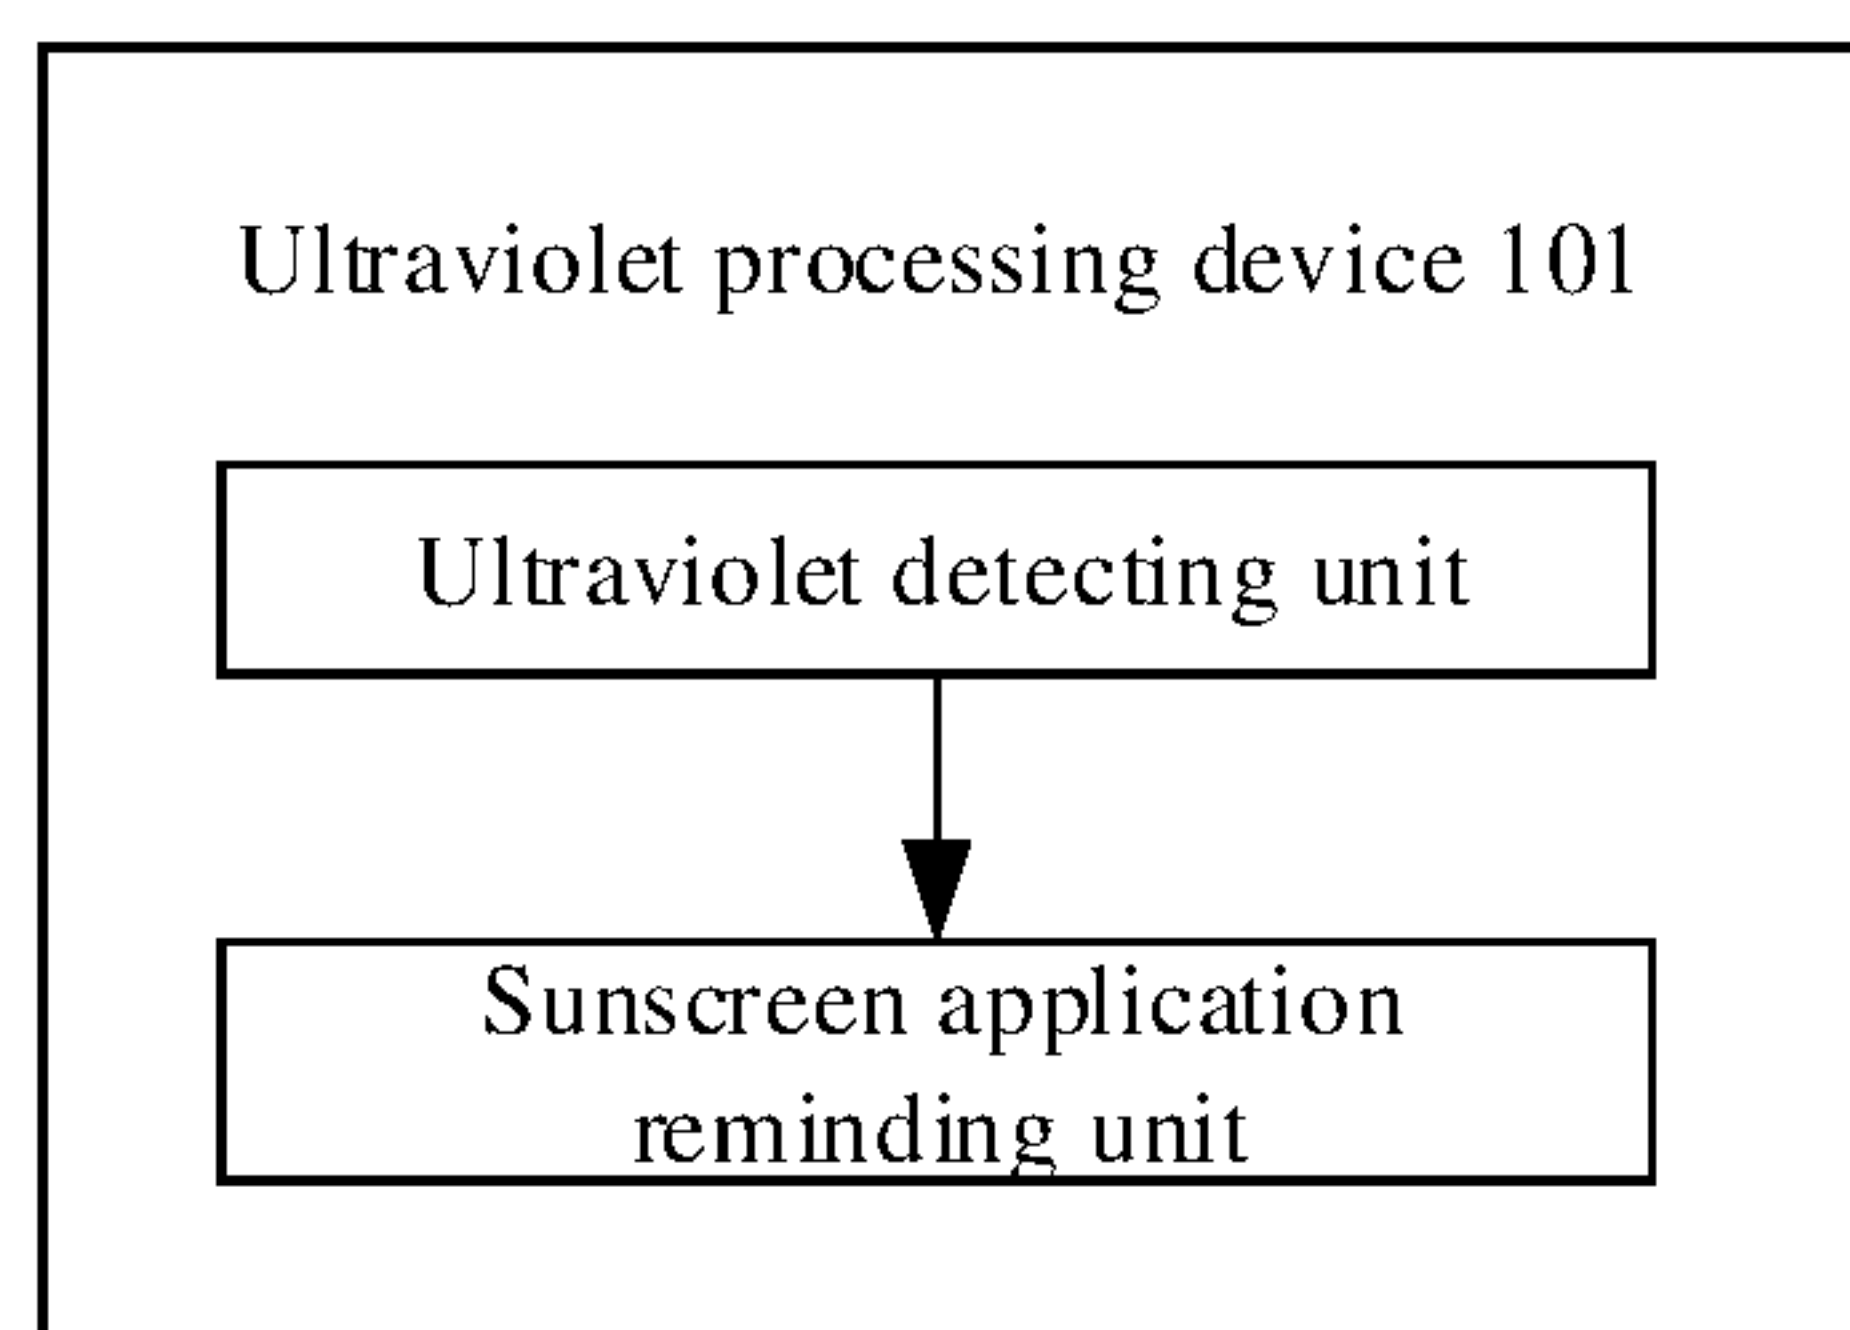 Ultraviolet processing device 101
Ultraviolet detecting unit
Sunscreen application
reminding unit